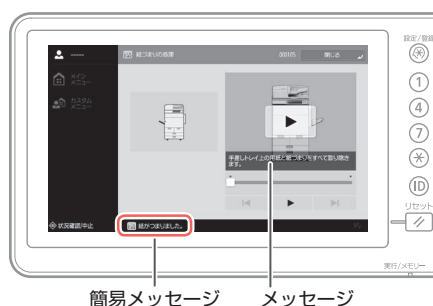 設定/登録
----
紙づまりの処理
000105
閉じる
メイン
メニュー
カスタム
メニュー
1
4
7
手差しトレイ上の用紙と紙づまりをすべて取り除き
ます。
ID
リセット
状況確認/中止
紙がつまりました。
実行/メモリー
簡易メッセージ
メッセージ